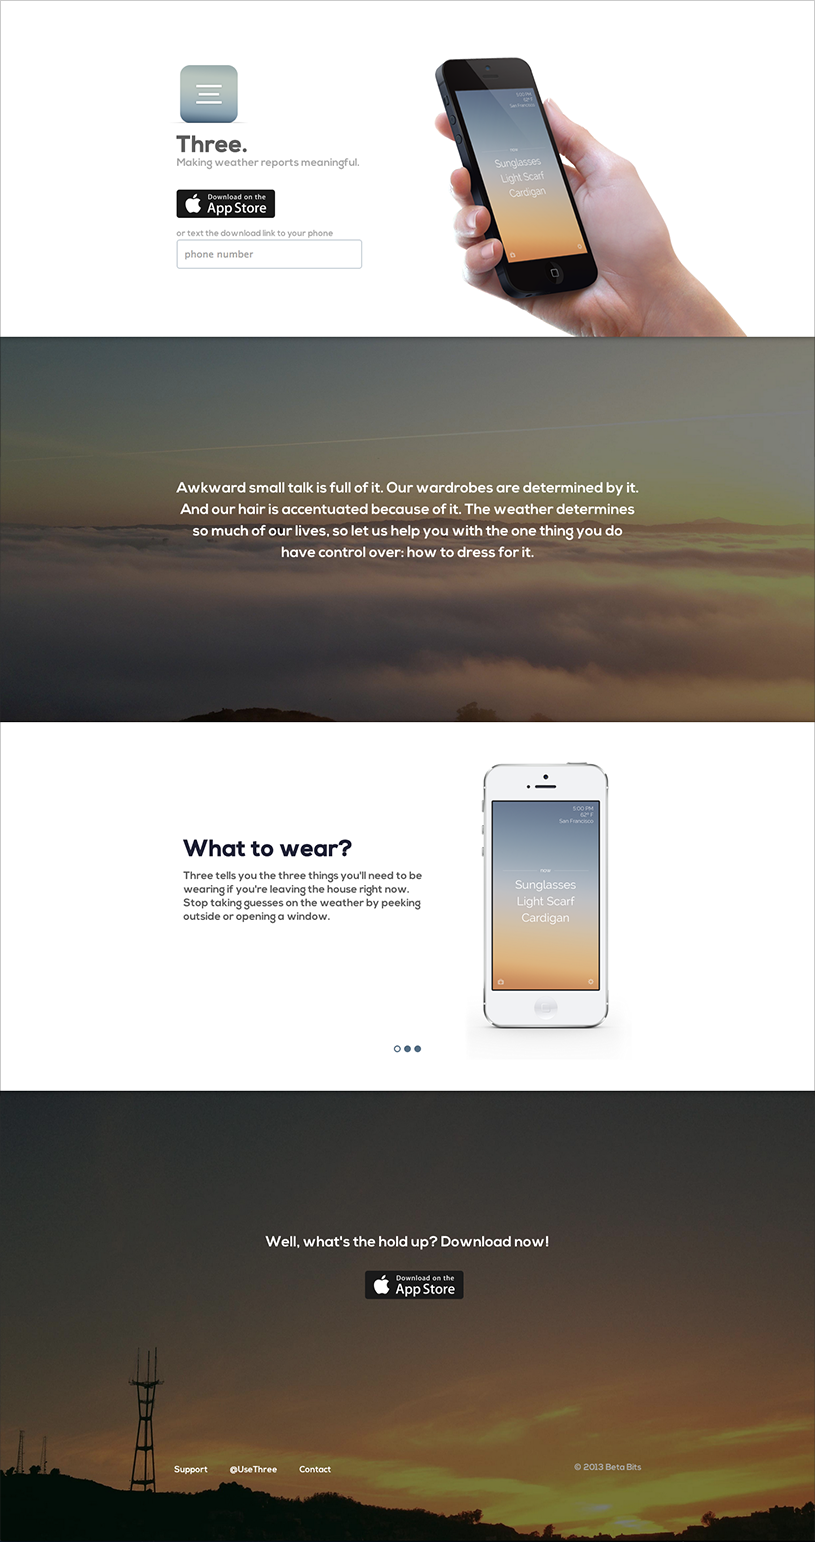 Three.
Making weather reports meaningful.
Download on the
App Store
or text the download link to your phone
phone number
5:00 PM
62° F
San Francisco
now
Sunglasses
Light Scarf
Cardigan
Awkward small talk is full of it. Our wardrobes are determined by it.
And our hair is accentuated because of it. The weather determines
so much of our lives, so let us help you with the one thing you do
have control over: how to dress for it.
What to wear?
Three tells you the three things you'll need to be
wearing if you're leaving the house right now.
Stop taking guesses on the weather by peeking
outside or opening a window.
5:00 PM
62° F
San Francisco
now
Sunglasses
Light Scarf
Cardigan
Well, what's the hold up? Download now!
Download on the
App Store
Support @UseThree Contact © 2013 Beta Bits